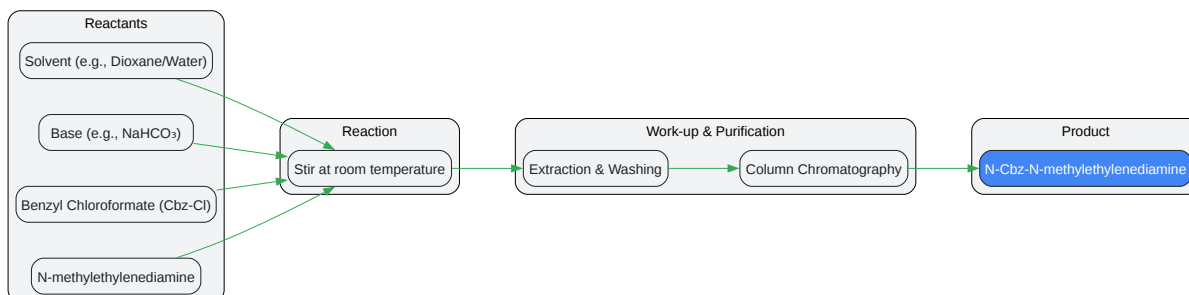 Reactants
Solvent (e.g., Dioxane/Water)
Base (e.g., NaHCO₃)
Benzyl Chloroformate (Cbz-Cl)
N-methylethylenediamine
Reaction
Stir at room temperature
Work-up & Purification
Extraction & Washing
Column Chromatography
Product
N-Cbz-N-methylethylenediamine